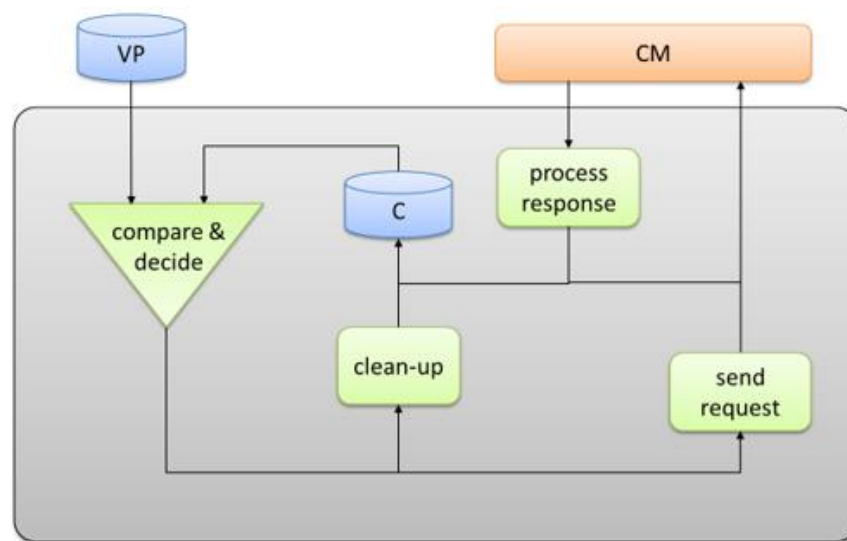 VP
CM
process
response
C
compare &
decide
clean-up
send
request